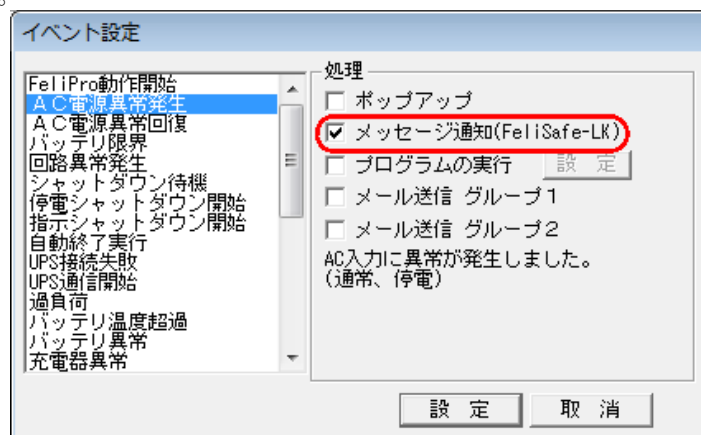 イベント設定
FeliPro動作開始
ＡＣ電源異常発生
ＡＣ電源異常回復
バッテリ限界
回路異常発生
シャットダウン待機
停電シャットダウン開始
指示シャットダウン開始
自動終了実行
UPS接続失敗
UPS通信開始
過負荷
バッテリ温度超過
バッテリ異常
充電器異常
処理
ポップアップ
メッセージ通知(FeliSafe-LK)
プログラムの実行 設 定
メール送信 グループ１
メール送信 グループ２
AC入力に異常が発生しました。
(通常、停電)
設 定 取 消